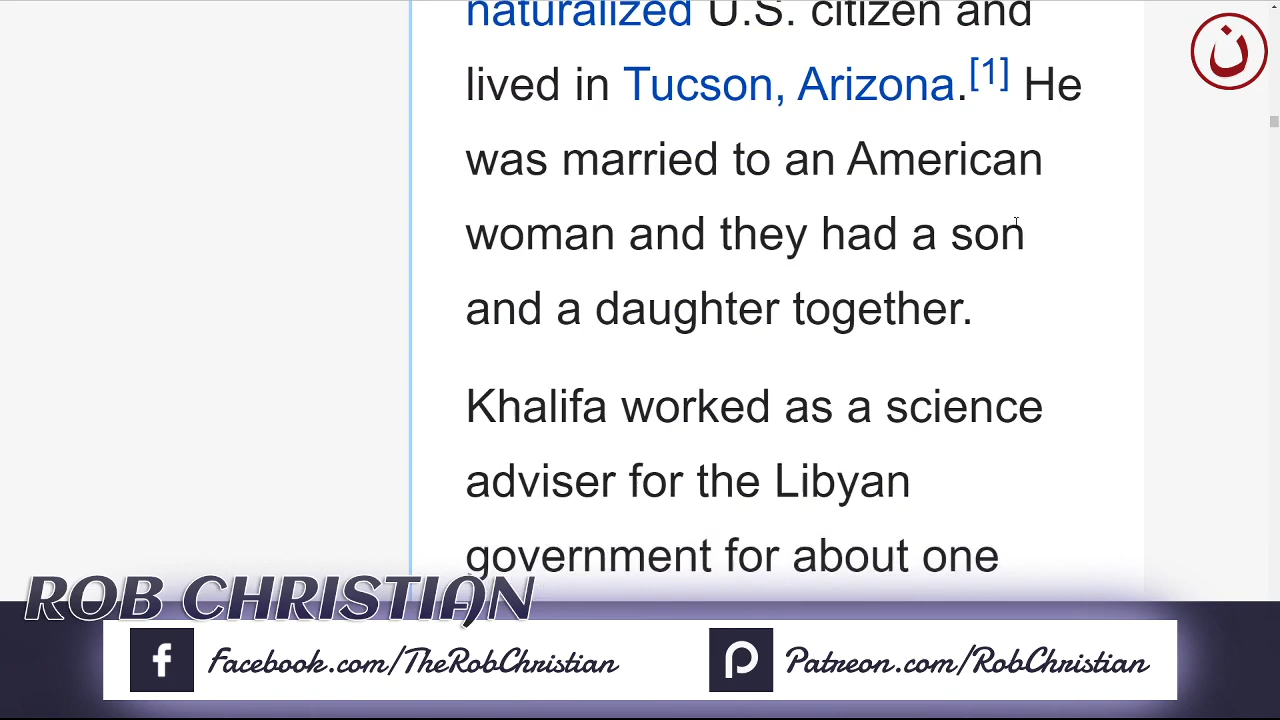 naturalized U.S. citizen and
lived in Tucson, Arizona.[1] He
was married to an American
woman and they had a son
and a daughter together.
Khalifa worked as a science
adviser for the Libyan
government for about one
ن
ROB CHRISTIAN
Facebook.com/TheRobChristian
Patreon.com/RobChristian